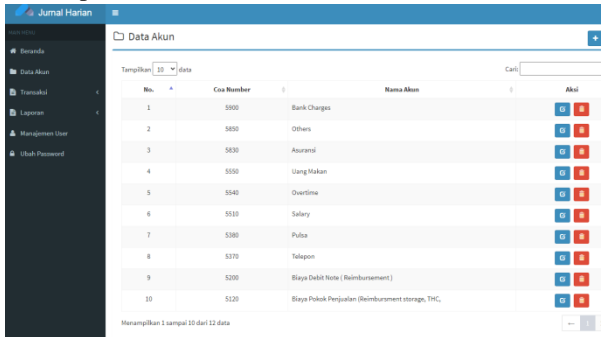 Jurnal Harian
Data Akun
Beranda
Data Akun
Transaksi
Laporan
Manajemen User
Ubah Password
Tampilkan 10 data
Cari:
No. Coa Number Nama Akun Aksi
1 5900 Bank Charges
2 5850 Others
3 5830 Asuransi
4 5550 Uang Makan
5 5540 Overtime
6 5510 Salary
7 5380 Pulsa
8 5370 Telepon
9 5200 Biaya Debit Note ( Reimbursement )
10 5120 Biaya Pokok Penjualan (Reimbursment storage, THC,
Menampilkan 1 sampai 10 dari 12 data
← 1